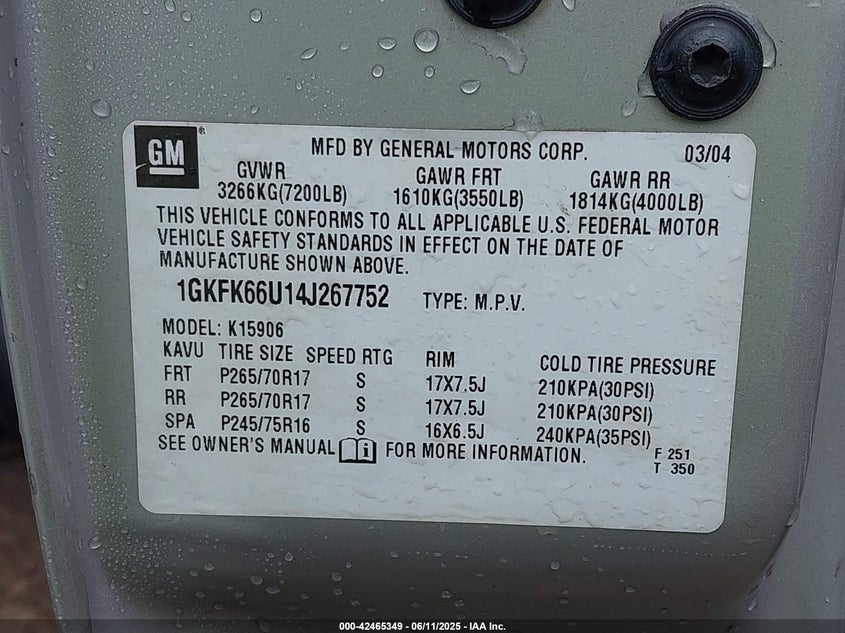 GM ®
MFD BY GENERAL MOTORS CORP. 03/04
GVWR GAWR FRT GAWR RR
3266KG(7200LB) 1610KG(3550LB) 1814KG(4000LB)
THIS VEHICLE CONFORMS TO ALL APPLICABLE U.S. FEDERAL MOTOR
VEHICLE SAFETY STANDARDS IN EFFECT ON THE DATE OF
MANUFACTURE SHOWN ABOVE.
1GKFK66U14J267752 TYPE: M.P.V.
MODEL: K15906
KAVU TIRE SIZE SPEED RTG RIM COLD TIRE PRESSURE
FRT P265/70R17 S 17X7.5J 210KPA(30PSI)
RR P265/70R17 S 17X7.5J 210KPA(30PSI)
SPA P245/75R16 S 16X6.5J 240KPA(35PSI)
SEE OWNER'S MANUAL i FOR MORE INFORMATION. F 251
T 350
000-42465349 - 06/11/2025 - IAA Inc.